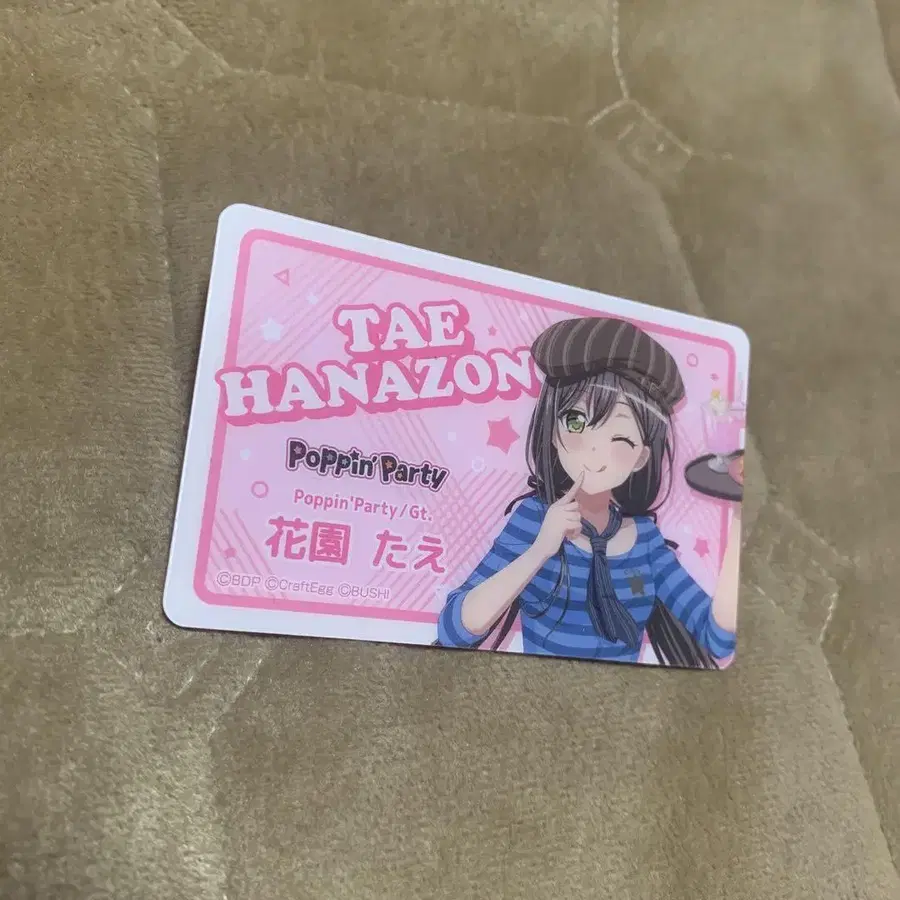 TAE
HANAZON
Poppin'Party
Poppin'Party/Gt.
花園 たえ
©BDP ©CraftEgg ©BUSHI